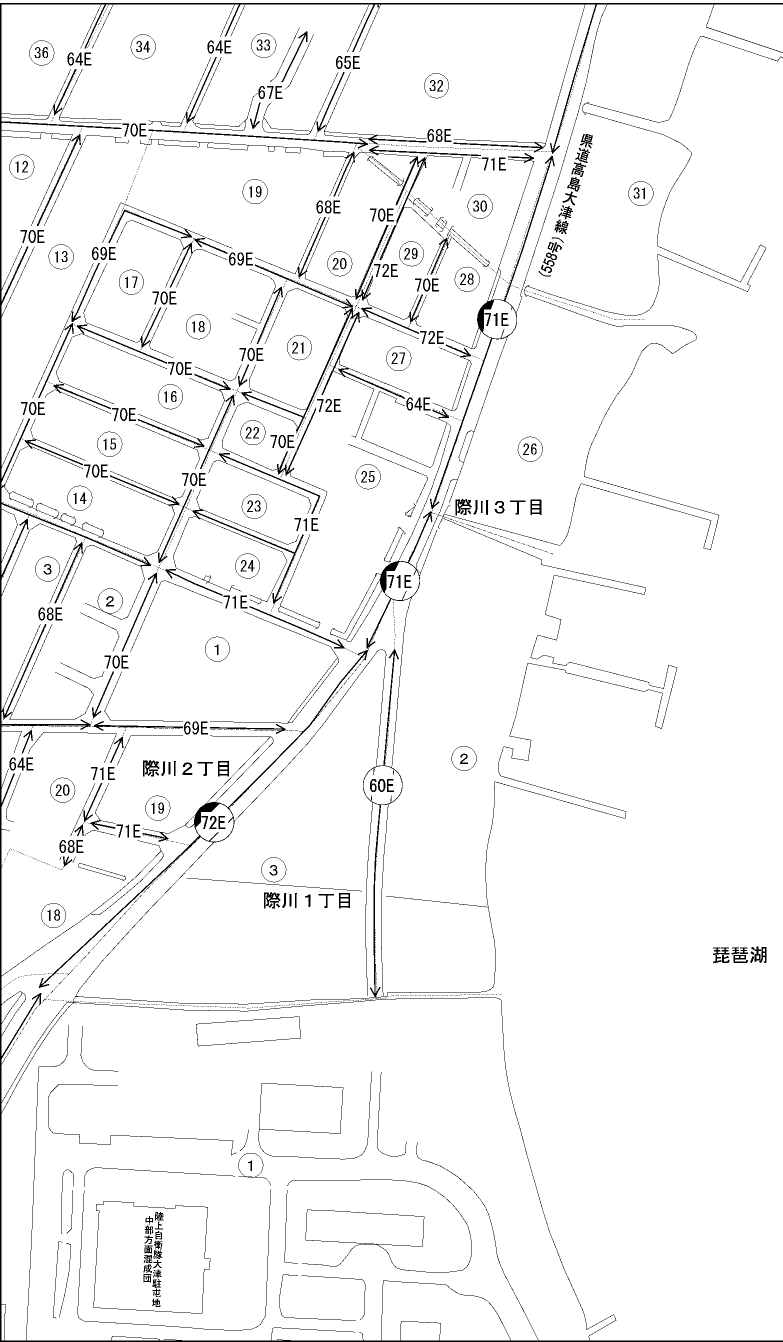 36
64E
34
64E
33
65E
67E
32
70E
68E
71E
県道高島大津線
(558号)
12
19
30
31
68E
70E
70E
13
69E
69E
20
29
17
72E
28
70E
70E
71E
18
21
72E
27
70E
70E
16
72E
64E
70E
70E
22
70E
15
26
70E
70E
25
14
23
際川3丁目
71E
3
24
71E
2
71E
68E
1
70E
69E
64E
際川2丁目
2
71E
20
60E
19
71E
72E
68E
3
際川1丁目
18
琵琶湖
1
陸上自衛隊大津駐屯地
中部方面混成団